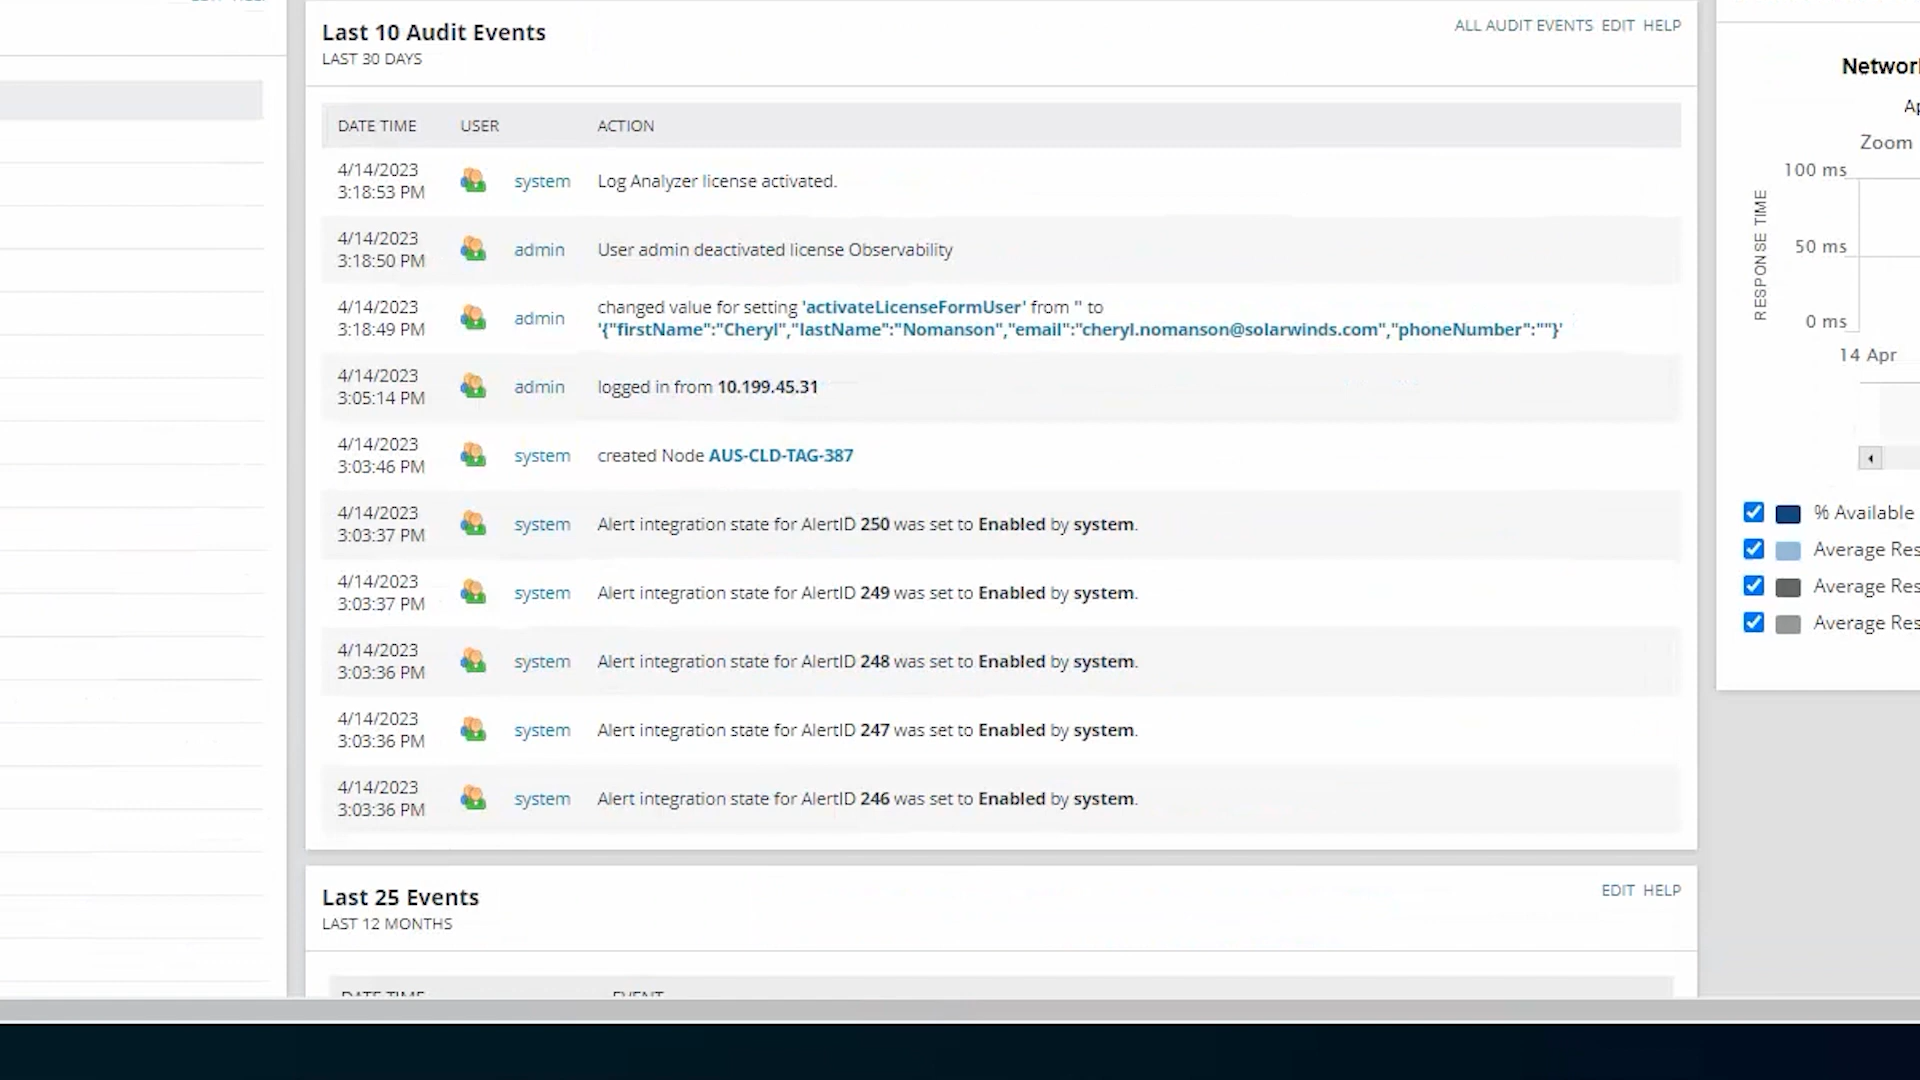 Last 10 Audit Events
LAST 30 DAYS
ALL AUDIT EVENTS EDIT HELP
DATE TIME USER ACTION
4/14/2023
3:18:53 PM
system
Log Analyzer license activated.
4/14/2023
3:18:50 PM
admin
User admin deactivated license Observability
4/14/2023
3:18:49 PM
admin
changed value for setting 'activateLicenseFormUser' from '' to
'{"firstName":"Cheryl","lastName":"Nomanson","email":"cheryl.nomanson@solarwinds.com","phoneNumber":""}'
4/14/2023
3:05:14 PM
admin
logged in from 10.199.45.31
4/14/2023
3:03:46 PM
system
created Node AUS-CLD-TAG-387
4/14/2023
3:03:37 PM
system
Alert integration state for AlertID 250 was set to Enabled by system.
4/14/2023
3:03:37 PM
system
Alert integration state for AlertID 249 was set to Enabled by system.
4/14/2023
3:03:36 PM
system
Alert integration state for AlertID 248 was set to Enabled by system.
4/14/2023
3:03:36 PM
system
Alert integration state for AlertID 247 was set to Enabled by system.
4/14/2023
3:03:36 PM
system
Alert integration state for AlertID 246 was set to Enabled by system.
Last 25 Events
LAST 12 MONTHS
EDIT HELP
DATE TIME EVENT
Networ
Ap
Zoom
100 ms
50 ms
0 ms
RESPONSE TIME
14 Apr
% Available
Average Res
Average Res
Average Res